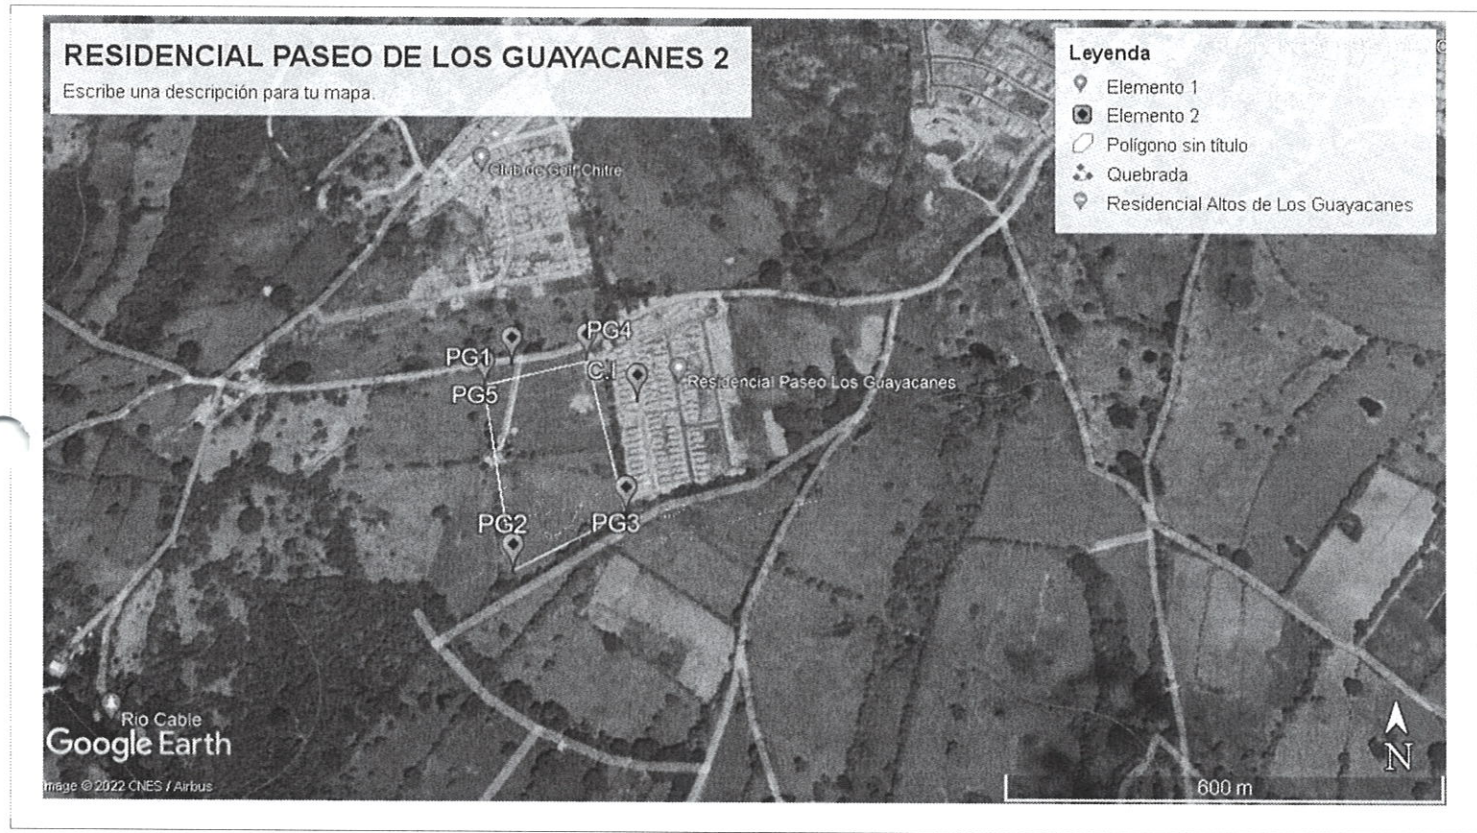 RESIDENCIAL PASEO DE LOS GUAYACANES 2
Escribe una descripción para tu mapa.
Leyenda
Elemento 1
Elemento 2
Polígono sin título
Quebrada
Residencial Altos de Los Guayacanes
Club de Golf Chitre
PG4
PG1
C.I
Residencial Paseo Los Guayacanes
PG5
PG2
PG3
Rio Cable
Google Earth
Image © 2022 CNES / Airbus
N
600 m